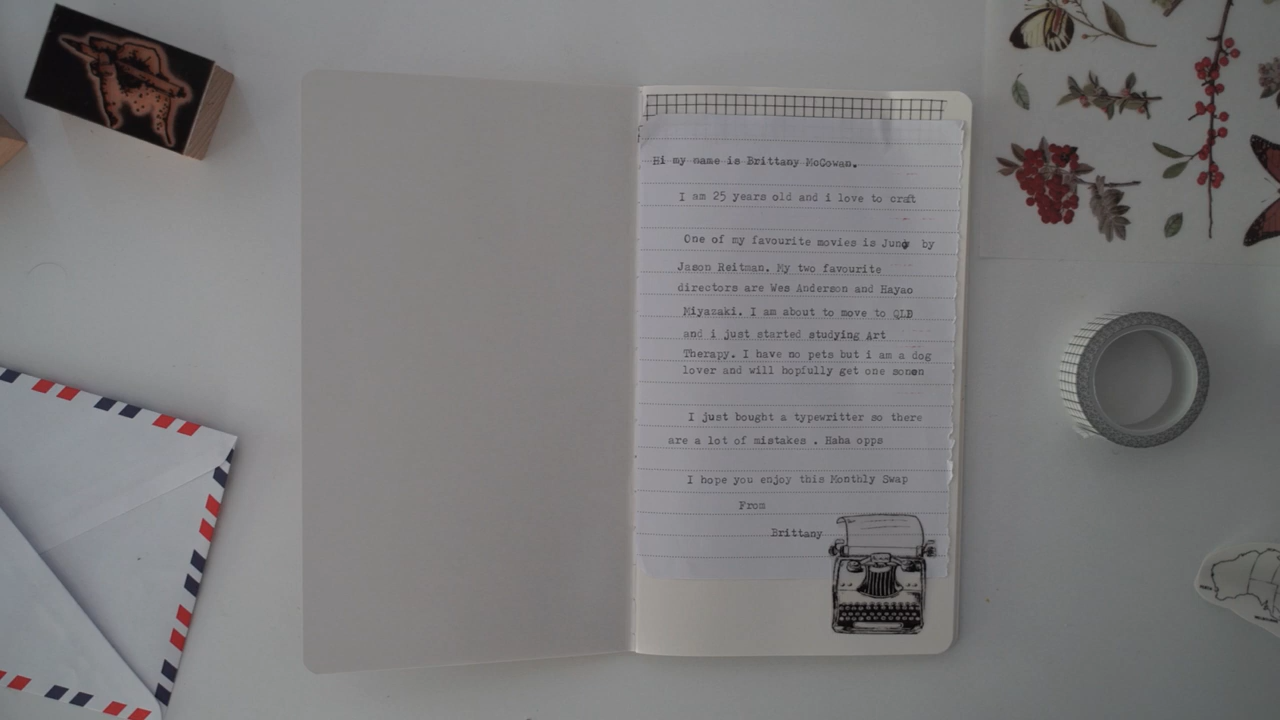 Hi my name is Brittany McGowan.
I am 25 years old and i love to craft
One of my favourite movies is Juno by
Jason Reitman. My two favourite
directors are Wes Anderson and Hayao
Miyazaki. I am about to move to QLD
and i just started studying Art
Therapy. I have no pets but i am a dog
lover and will hopfully get one sonen
I just bought a typewritter so there
are a lot of mistakes . Haha opps
I hope you enjoy this Monthly Swap
From
Brittany